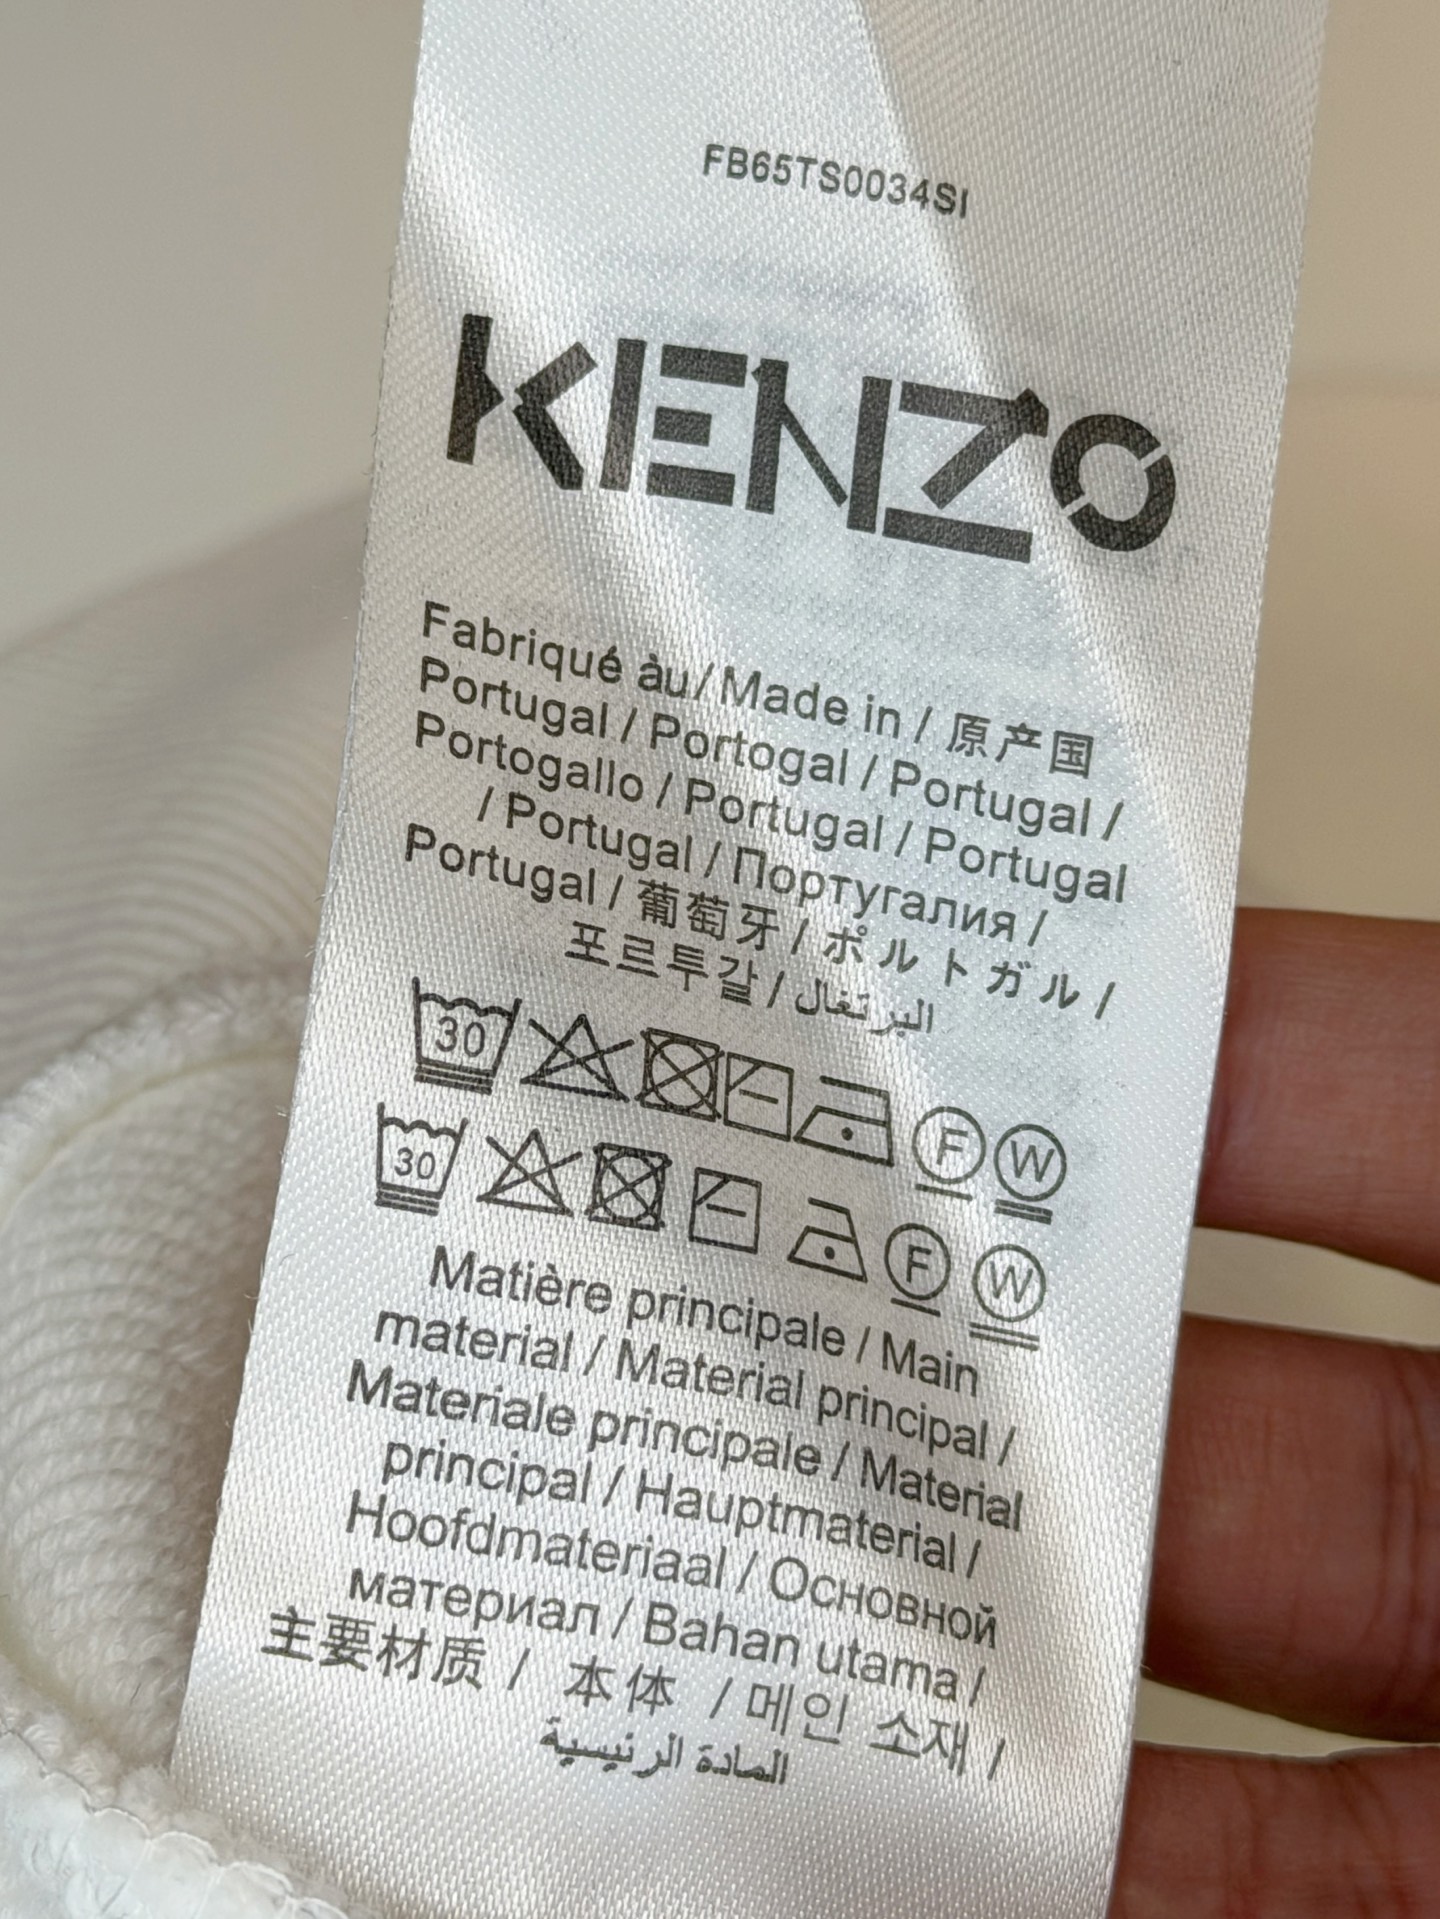 FB65TS0034SI
KENZO
Fabriqué àu/Made in / 原产国
Portugal / Portogal / Portugal /
Portogallo / Portugal / Portugal
/ Portugal / Португалия /
Portugal / 葡萄牙 / ポルトガル /
포르투갈 / البرتغال
30 F W
30 F W
Matière principale / Main
material / Material principal /
Materiale principale / Material
principal / Hauptmaterial /
Hoofdmateriaal / Основной
материал / Bahan utama /
主要材质 / 本体 / 메인 소재 /
المادة الرئيسية